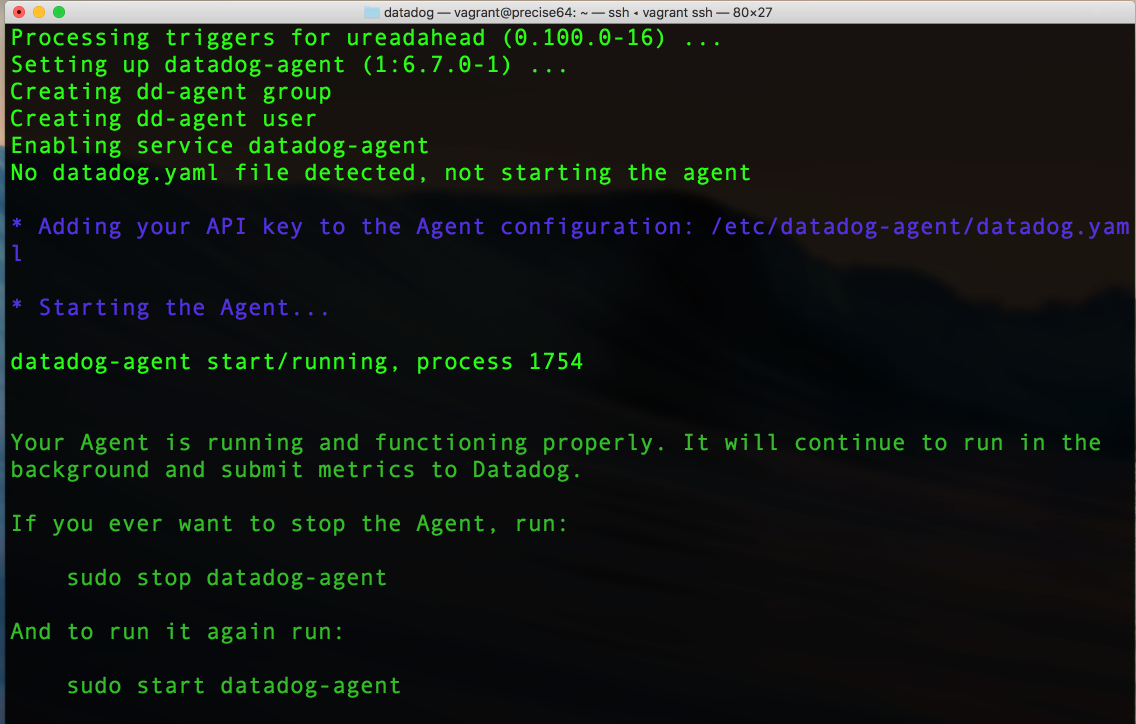 datadog — vagrant@precise64: ~ — ssh ◂ vagrant ssh — 80×27
Processing triggers for ureadahead (0.100.0-16) ...
Setting up datadog-agent (1:6.7.0-1) ...
Creating dd-agent group
Creating dd-agent user
Enabling service datadog-agent
No datadog.yaml file detected, not starting the agent
* Adding your API key to the Agent configuration: /etc/datadog-agent/datadog.yam
l
* Starting the Agent...
datadog-agent start/running, process 1754
Your Agent is running and functioning properly. It will continue to run in the
background and submit metrics to Datadog.
If you ever want to stop the Agent, run:
sudo stop datadog-agent
And to run it again run:
sudo start datadog-agent